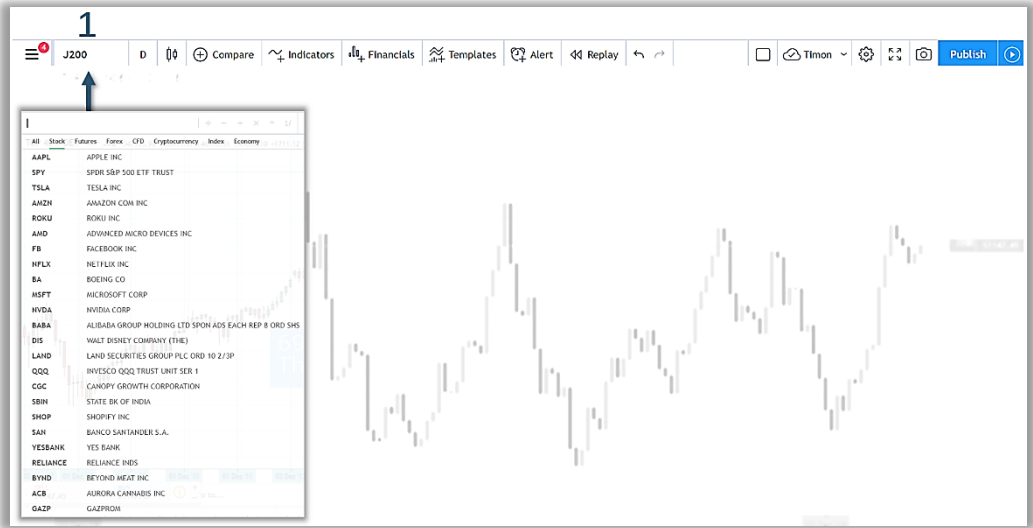 1
4 J200 D Compare Indicators Financials Templates Alert Replay Timon Publish
All Stock Futures Forex CFD Cryptocurrency Index Economy
AAPL APPLE INC
SPY SPDR S&P 500 ETF TRUST
TSLA TESLA INC
AMZN AMAZON COM INC
ROKU ROKU INC
AMD ADVANCED MICRO DEVICES INC
FB FACEBOOK INC
NFLX NETFLIX INC
BA BOEING CO
MSFT MICROSOFT CORP
NVDA NVIDIA CORP
BABA ALIBABA GROUP HOLDING LTD SPON ADS EACH REP 8 ORD SHS
DIS WALT DISNEY COMPANY (THE)
LAND LAND SECURITIES GROUP PLC ORD 10 2/3P
QQQ INVESCO QQQ TRUST UNIT SER 1
CGC CANOPY GROWTH CORPORATION
SBIN STATE BK OF INDIA
SHOP SHOPIFY INC
SAN BANCO SANTANDER S.A.
YESBANK YES BANK
RELIANCE RELIANCE INDS
BYND BEYOND MEAT INC
ACB AURORA CANNABIS INC
GAZP GAZPROM